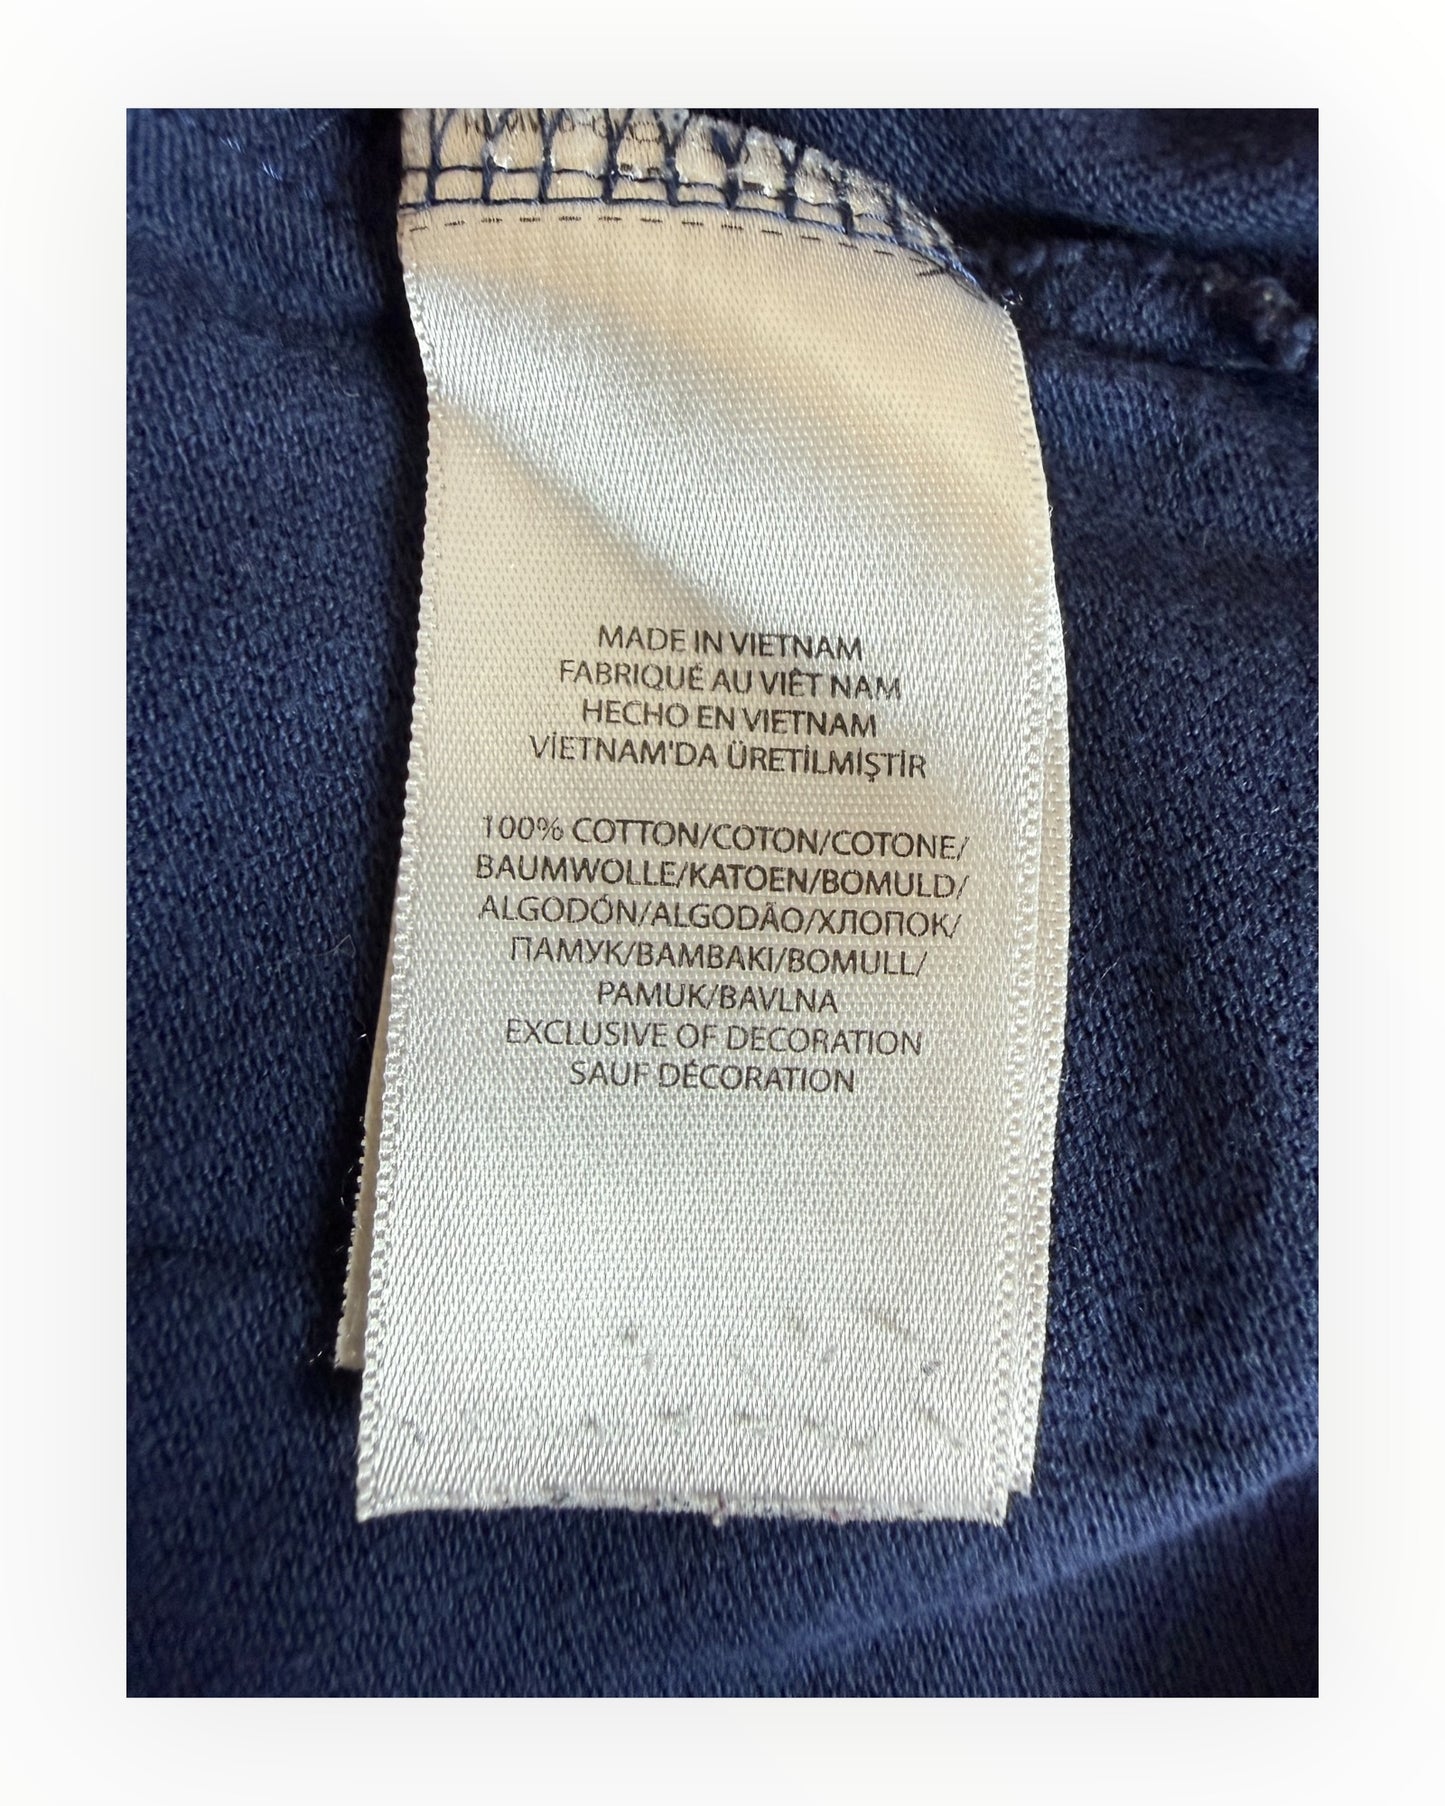 MADE IN VIETNAM
FABRIQUÉ AU VIÊT NAM
HECHO EN VIETNAM
VİETNAM'DA ÜRETİLMİŞTİR
100% COTTON/COTON/COTONE/
BAUMWOLLE/KATOEN/BOMULD/
ALGODÓN/ALGODÃO/ХЛОПОК/
ПАМУК/BAMBAKI/BOMULL/
PAMUK/BAVLNA
EXCLUSIVE OF DECORATION
SAUF DÉCORATION